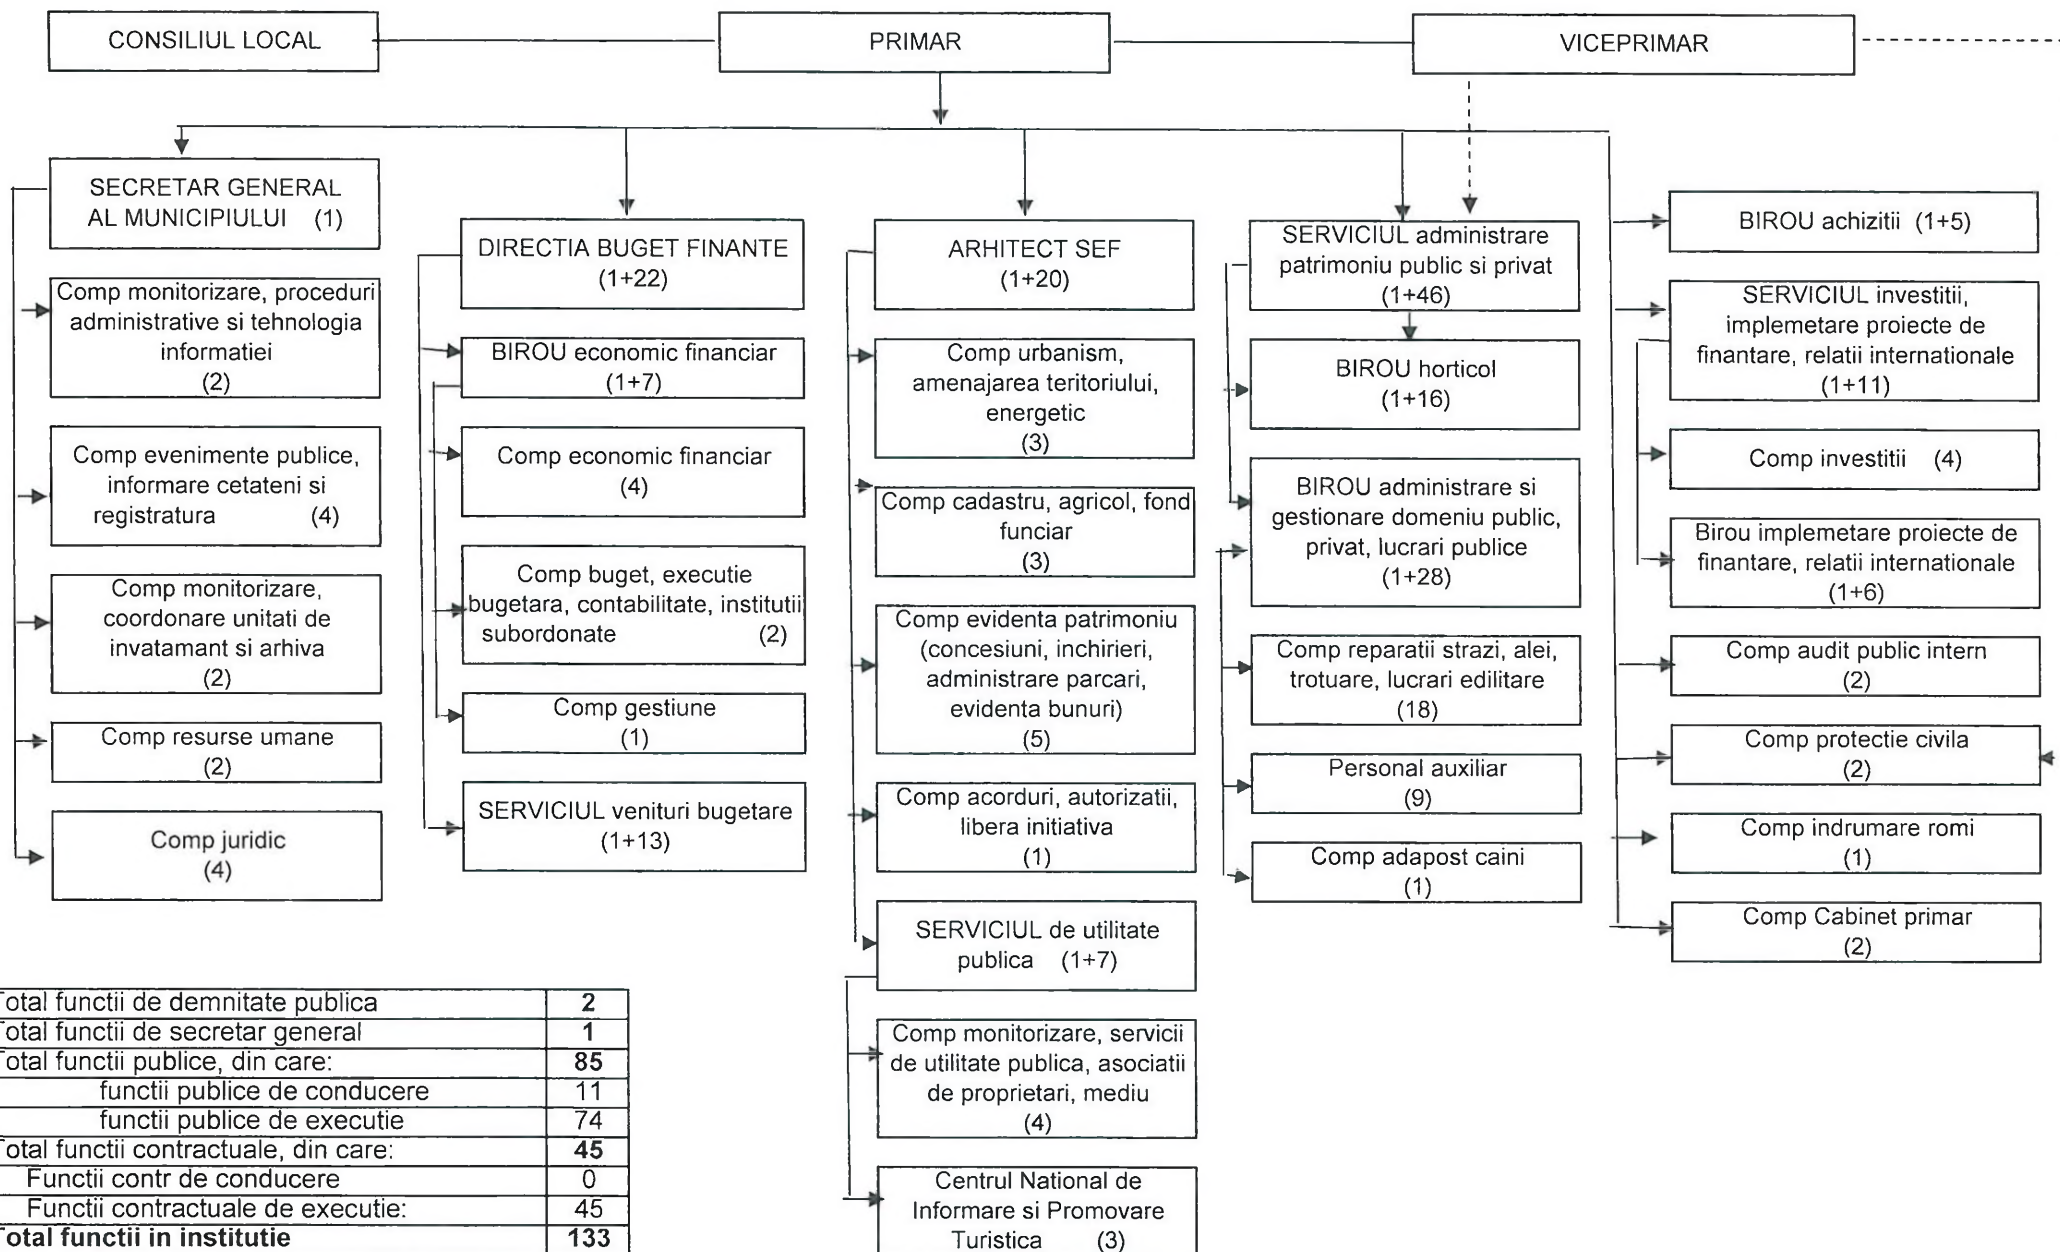 CONSILIUL LOCAL
PRIMAR
VICEPRIMAR
SECRETAR GENERAL
AL MUNICIPIULUI (1)
Comp monitorizare, proceduri
administrative si tehnologia
informatiei
(2)
Comp evenimente publice,
informare cetateni si
registratura (4)
Comp monitorizare,
coordonare unitati de
invatamant si arhiva
(2)
Comp resurse umane
(2)
Comp juridic
(4)
DIRECTIA BUGET FINANTE
(1+22)
BIROU economic financiar
(1+7)
Comp economic financiar
(4)
Comp buget, executie
bugetara, contabilitate, institutii
subordonate (2)
Comp gestiune
(1)
SERVICIUL venituri bugetare
(1+13)
ARHITECT SEF
(1+20)
Comp urbanism,
amenajarea teritoriului,
energetic
(3)
Comp cadastru, agricol, fond
funciar
(3)
Comp evidenta patrimoniu
(concesiuni, inchirieri,
administrare parcari,
evidenta bunuri)
(5)
Comp acorduri, autorizatii,
libera initiativa
(1)
SERVICIUL de utilitate
publica (1+7)
Comp monitorizare, servicii
de utilitate publica, asociatii
de proprietari, mediu
(4)
Centrul National de
Informare si Promovare
Turistica (3)
SERVICIUL administrare
patrimoniu public si privat
(1+46)
BIROU horticol
(1+16)
BIROU administrare si
gestionare domeniu public,
privat, lucrari publice
(1+28)
Comp reparatii strazi, alei,
trotuare, lucrari edilitare
(18)
Personal auxiliar
(9)
Comp adapost caini
(1)
BIROU achizitii (1+5)
SERVICIUL investitii,
implemetare proiecte de
finantare, relatii internationale
(1+11)
Comp investitii (4)
Birou implemetare proiecte de
finantare, relatii internationale
(1+6)
Comp audit public intern
(2)
Comp protectie civila
(2)
Comp indrumare romi
(1)
Comp Cabinet primar
(2)
Total functii de demnitate publica 2
Total functii de secretar general 1
Total functii publice, din care: 85
functii publice de conducere 11
functii publice de executie 74
Total functii contractuale, din care: 45
Functii contr de conducere 0
Functii contractuale de executie: 45
Total functii in institutie 133